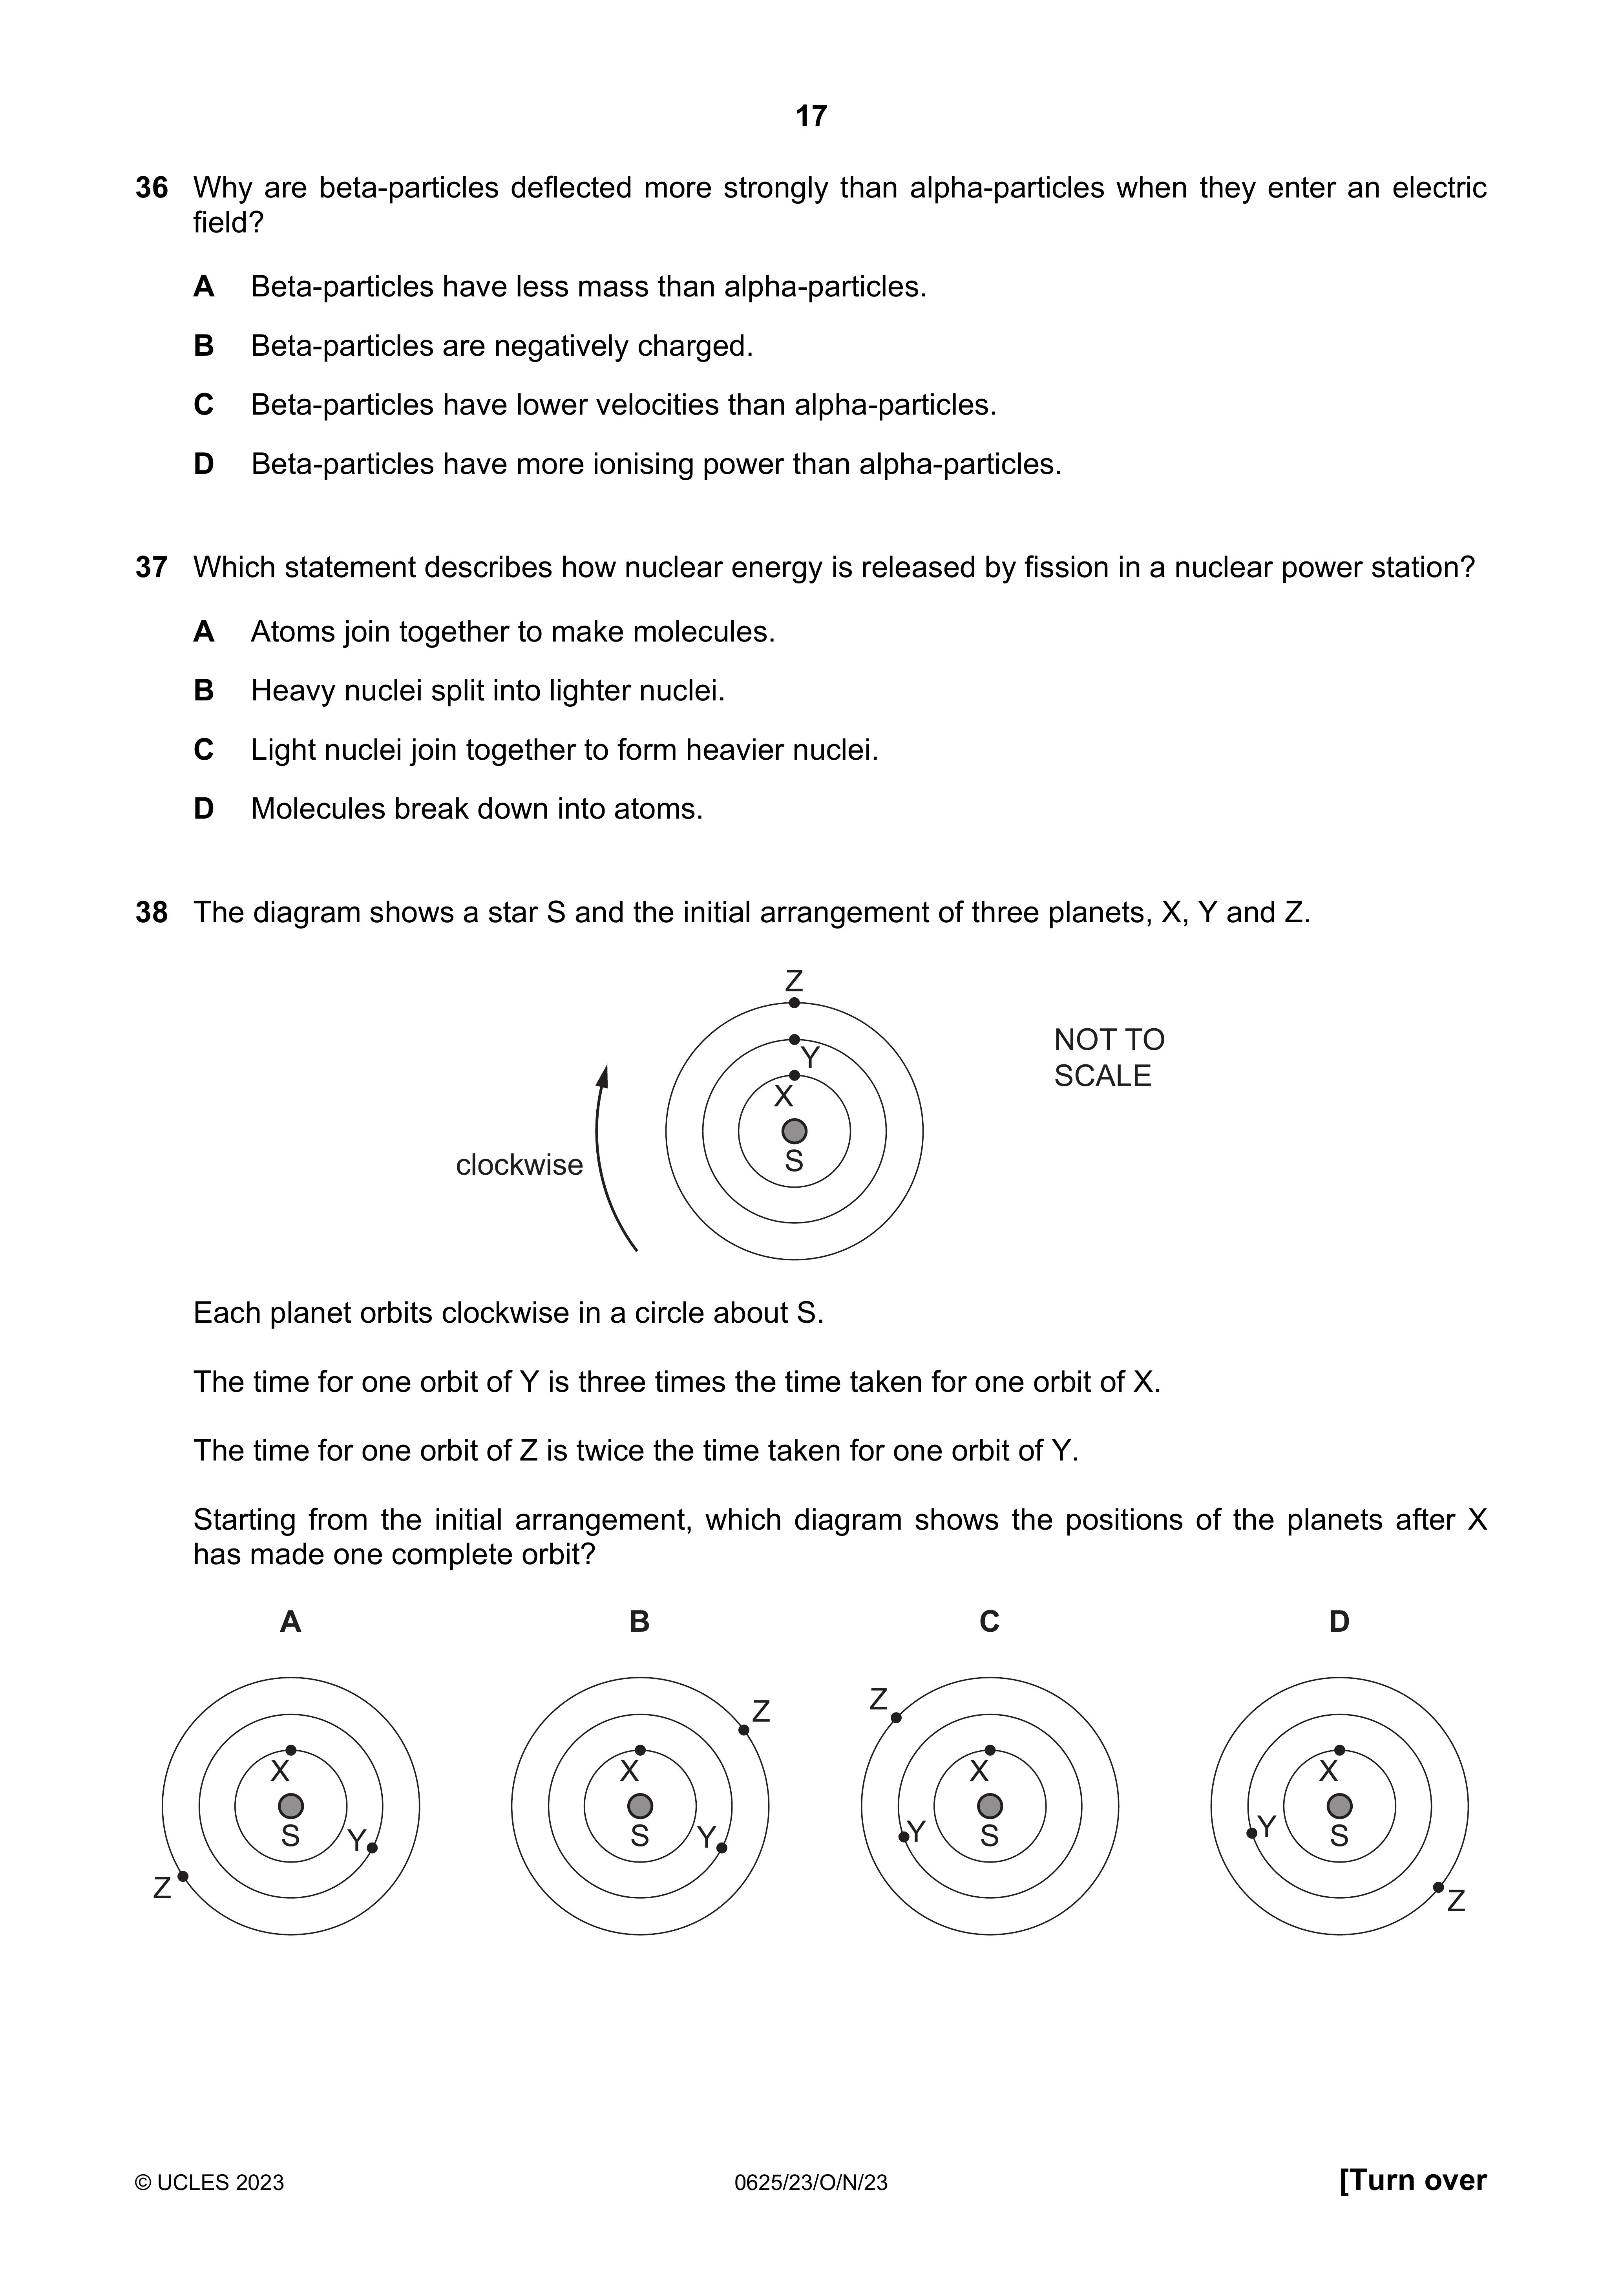 17
36 Why are beta-particles deflected more strongly than alpha-particles when they enter an electric
field?
A Beta-particles have less mass than alpha-particles.
B Beta-particles are negatively charged.
C Beta-particles have lower velocities than alpha-particles.
D Beta-particles have more ionising power than alpha-particles.
37 Which statement describes how nuclear energy is released by fission in a nuclear power station?
A Atoms join together to make molecules.
B Heavy nuclei split into lighter nuclei.
C Light nuclei join together to form heavier nuclei.
D Molecules break down into atoms.
38 The diagram shows a star S and the initial arrangement of three planets, X, Y and Z.
Z
Y
X
S
clockwise
NOT TO
SCALE
Each planet orbits clockwise in a circle about S.
The time for one orbit of Y is three times the time taken for one orbit of X.
The time for one orbit of Z is twice the time taken for one orbit of Y.
Starting from the initial arrangement, which diagram shows the positions of the planets after X
has made one complete orbit?
A B C D
X
S
Y
Z
Z
X
S
Y
Z
X
Y
S
X
Y
S
Z
© UCLES 2023 0625/23/O/N/23 [Turn over